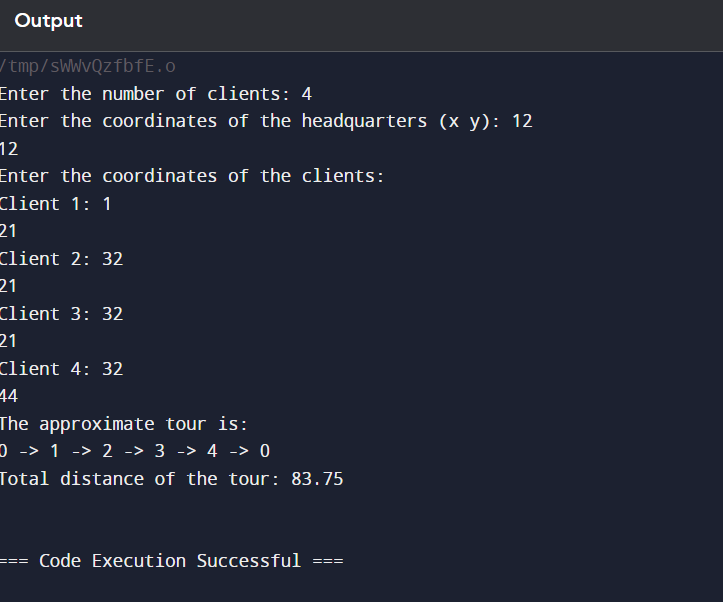 Output
/tmp/sWWvQzfbfE.o
Enter the number of clients: 4
Enter the coordinates of the headquarters (x y): 12
12
Enter the coordinates of the clients:
Client 1: 1
21
Client 2: 32
21
Client 3: 32
21
Client 4: 32
44
The approximate tour is:
0 -> 1 -> 2 -> 3 -> 4 -> 0
Total distance of the tour: 83.75
=== Code Execution Successful ===